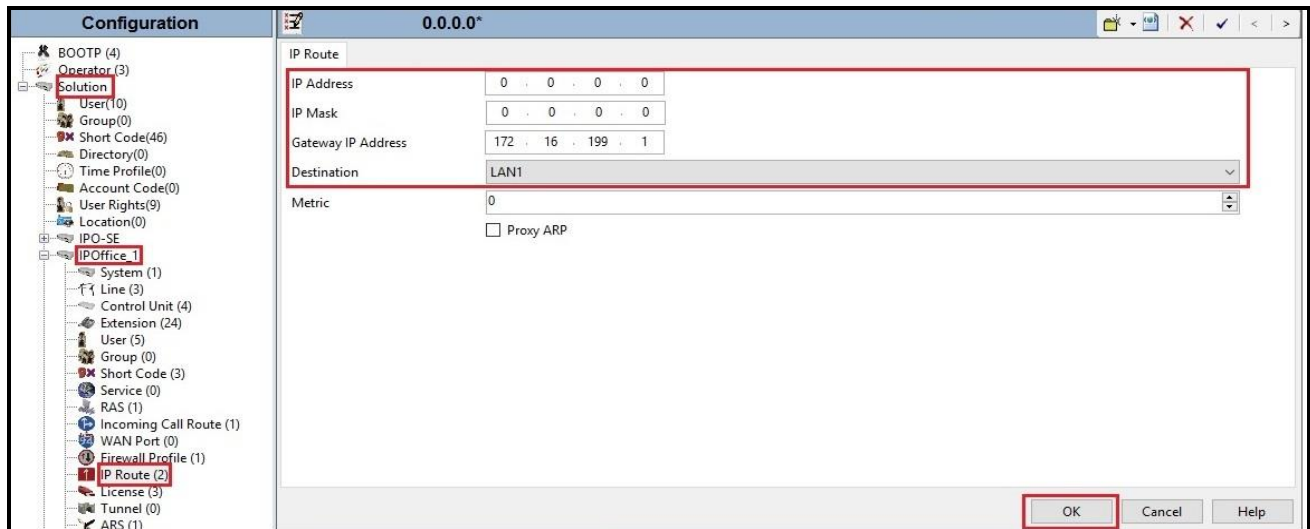 Configuration
0.0.0.0*
BOOTP (4)
Operator (3)
Solution
User(10)
Group(0)
Short Code(46)
Directory(0)
Time Profile(0)
Account Code(0)
User Rights(9)
Location(0)
IPO-SE
IPOffice_1
System (1)
Line (3)
Control Unit (4)
Extension (24)
User (5)
Group (0)
Short Code (3)
Service (0)
RAS (1)
Incoming Call Route (1)
WAN Port (0)
Firewall Profile (1)
IP Route (2)
License (3)
Tunnel (0)
ARS (1)
IP Route
IP Address 0 . 0 . 0 . 0
IP Mask 0 . 0 . 0 . 0
Gateway IP Address 172 . 16 . 199 . 1
Destination LAN1
Metric 0
Proxy ARP
OK Cancel Help